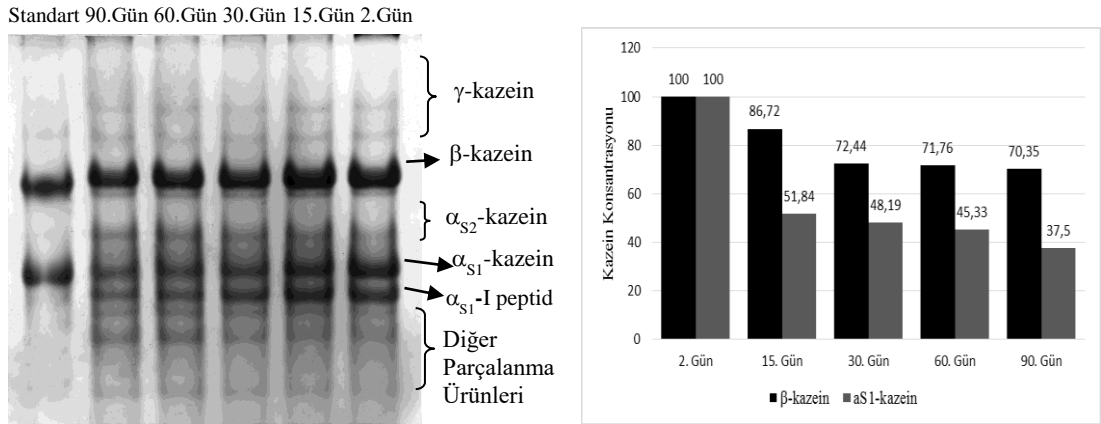 Standart 90.Gün 60.Gün 30.Gün 15.Gün 2.Gün
γ-kazein
β-kazein
αS2-kazein
αS1-kazein
αS1-I peptid
Diğer
Parçalanma
Ürünleri
Kazein Konsantrasyonu
120
100
80
60
40
20
0
100 100
86,72
51,84
72,44
48,19
71,76
45,33
70,35
37,5
2. Gün 15. Gün 30. Gün 60. Gün 90. Gün
β-kazein aS1-kazein